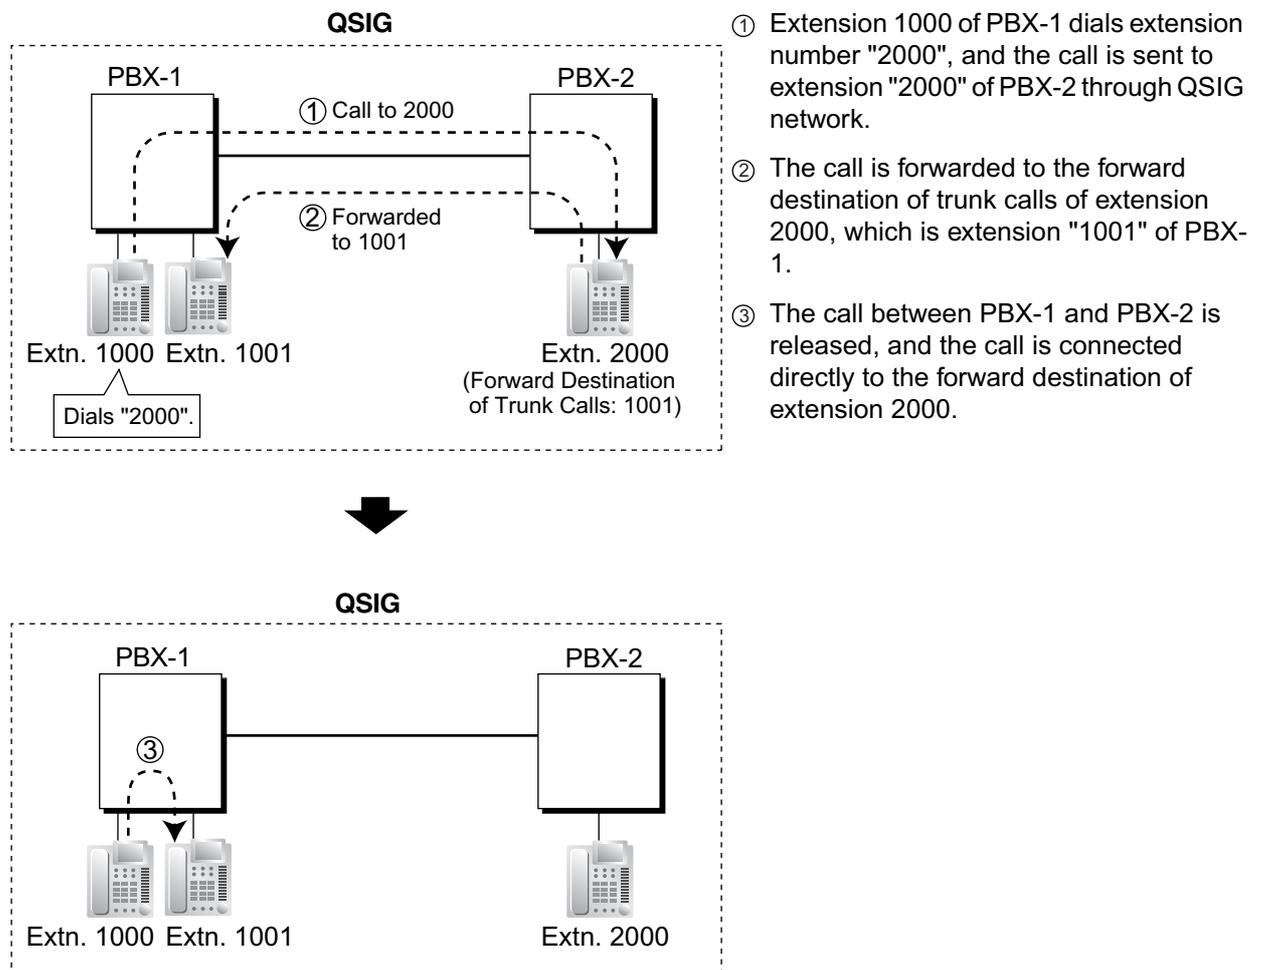 QSIG
PBX-1
PBX-2
① Call to 2000
② Forwarded
to 1001
Extn. 1000
Extn. 1001
Extn. 2000
(Forward Destination
of Trunk Calls: 1001)
Dials "2000".
① Extension 1000 of PBX-1 dials extension
number "2000", and the call is sent to
extension "2000" of PBX-2 through QSIG
network.
② The call is forwarded to the forward
destination of trunk calls of extension
2000, which is extension "1001" of PBX-
1.
③ The call between PBX-1 and PBX-2 is
released, and the call is connected
directly to the forward destination of
extension 2000.
QSIG
PBX-1
PBX-2
③
Extn. 1000
Extn. 1001
Extn. 2000